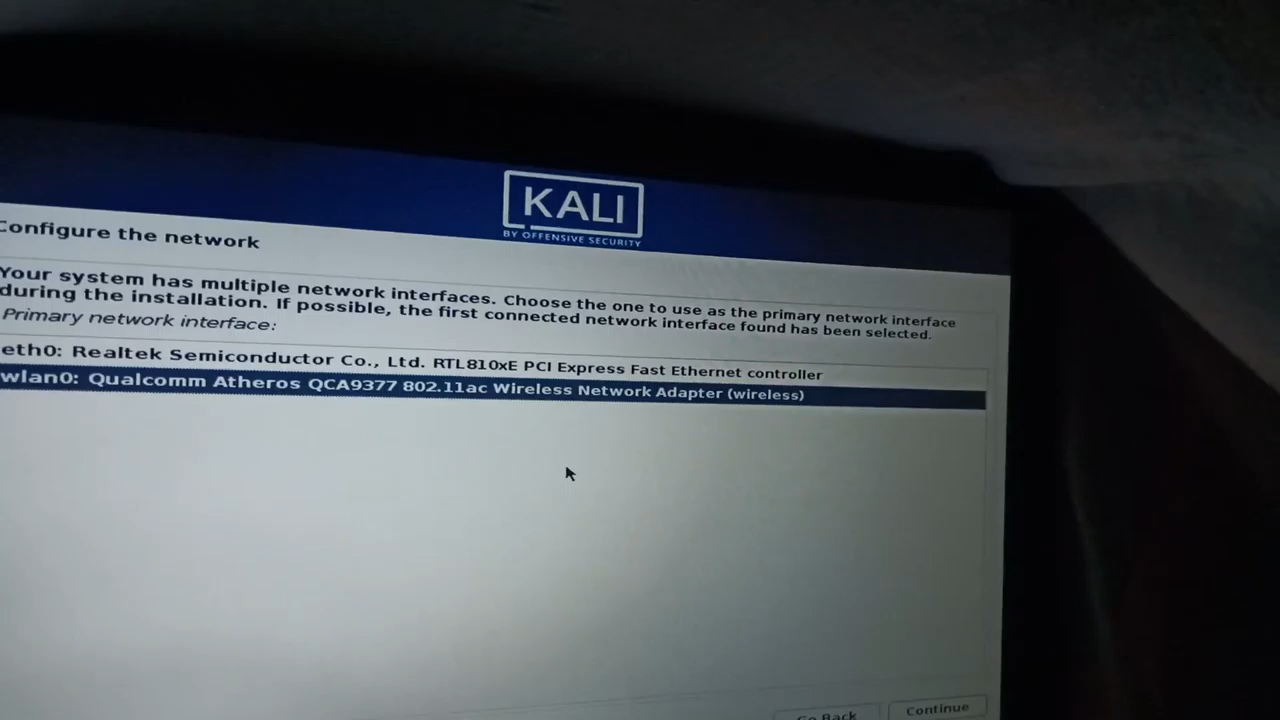 KALI
BY OFFENSIVE SECURITY
Configure the network
Your system has multiple network interfaces. Choose the one to use as the primary network interface
during the installation. If possible, the first connected network interface found has been selected.
Primary network interface:
eth0: Realtek Semiconductor Co., Ltd. RTL810xE PCI Express Fast Ethernet controller
wlan0: Qualcomm Atheros QCA9377 802.11ac Wireless Network Adapter (wireless)
Go Back
Continue